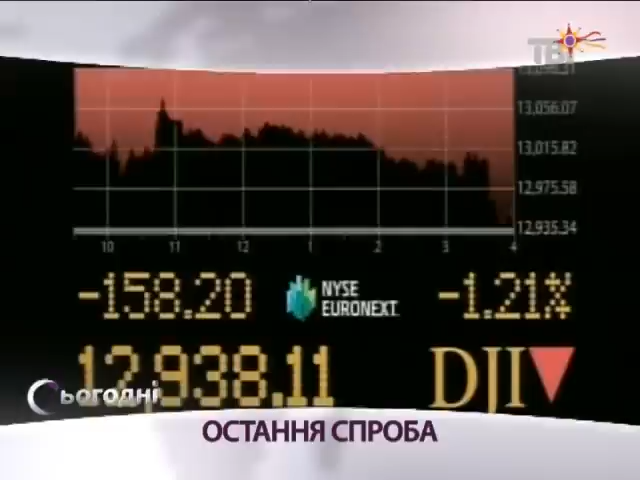 ТВі
13,056.07
13,015.82
12,975.58
12,935.34
10 11 12 1 2 3 4
-158.20
NYSE
EURONEXT
-1.21%
12,938.11
DJI
Сьогодні
ОСТАННЯ СПРОБА